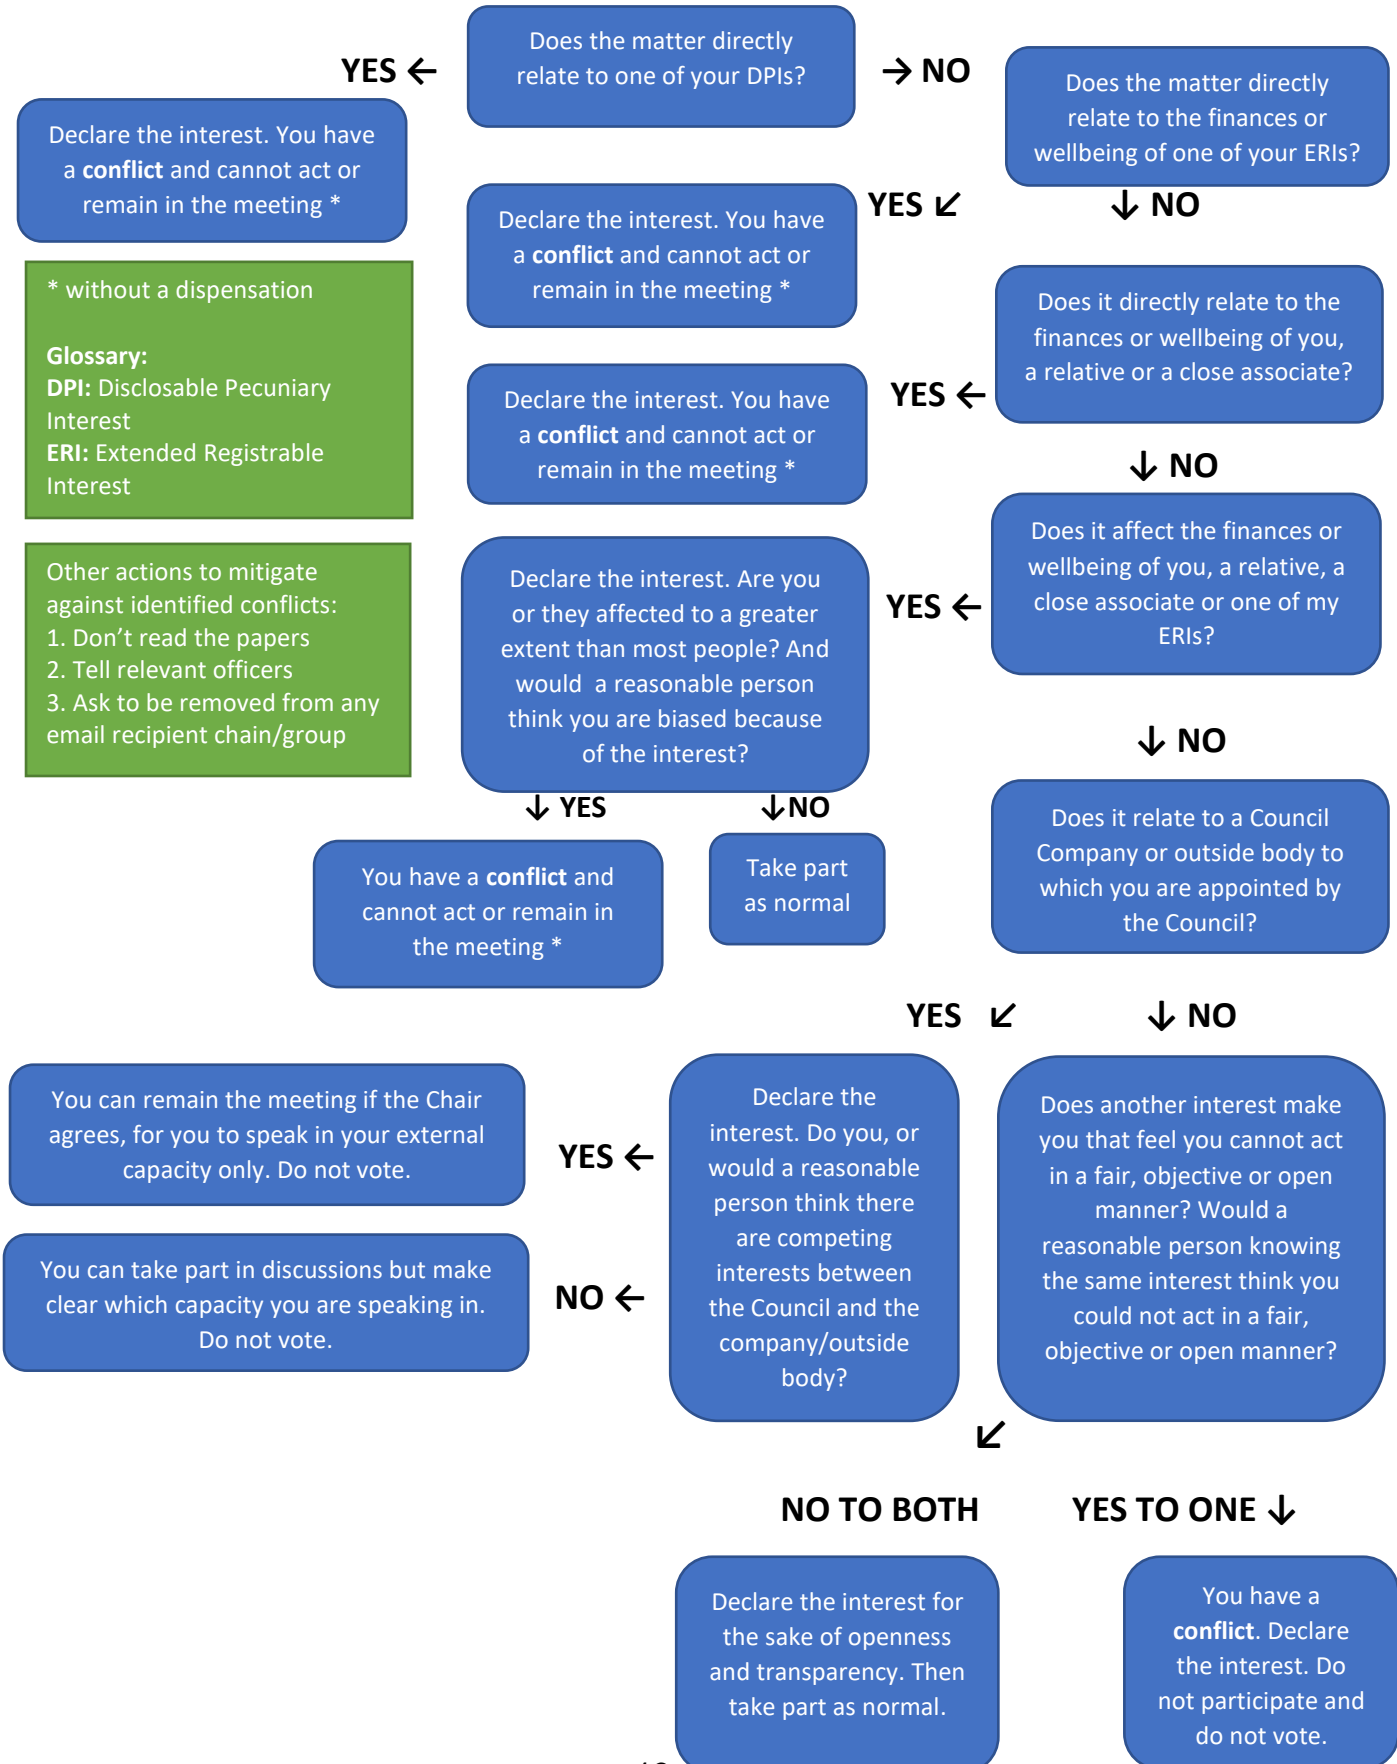 Does the matter directly
relate to one of your DPIs?
YES ←
→ NO
Declare the interest. You have
a conflict and cannot act or
remain in the meeting *
Does the matter directly
relate to the finances or
wellbeing of one of your ERIs?
YES ↙
↓ NO
Declare the interest. You have
a conflict and cannot act or
remain in the meeting *
* without a dispensation
Glossary:
DPI: Disclosable Pecuniary
Interest
ERI: Extended Registrable
Interest
Does it directly relate to the
finances or wellbeing of you,
a relative or a close associate?
YES ←
↓ NO
Declare the interest. You have
a conflict and cannot act or
remain in the meeting *
Does it affect the finances or
wellbeing of you, a relative, a
close associate or one of my
ERIs?
YES ←
↓ NO
Declare the interest. Are you
or they affected to a greater
extent than most people? And
would a reasonable person
think you are biased because
of the interest?
Other actions to mitigate
against identified conflicts:
1. Don’t read the papers
2. Tell relevant officers
3. Ask to be removed from any
email recipient chain/group
↓ YES
↓NO
You have a conflict and
cannot act or remain in
the meeting *
Take part
as normal
Does it relate to a Council
Company or outside body to
which you are appointed by
the Council?
YES ↙
↓ NO
Declare the
interest. Do you, or
would a reasonable
person think there
are competing
interests between
the Council and the
company/outside
body?
YES ←
You can remain the meeting if the Chair
agrees, for you to speak in your external
capacity only. Do not vote.
NO ←
You can take part in discussions but make
clear which capacity you are speaking in.
Do not vote.
Does another interest make
you that feel you cannot act
in a fair, objective or open
manner? Would a
reasonable person knowing
the same interest think you
could not act in a fair,
objective or open manner?
↙
NO TO BOTH
YES TO ONE ↓
Declare the interest for
the sake of openness
and transparency. Then
take part as normal.
You have a
conflict. Declare
the interest. Do
not participate and
do not vote.